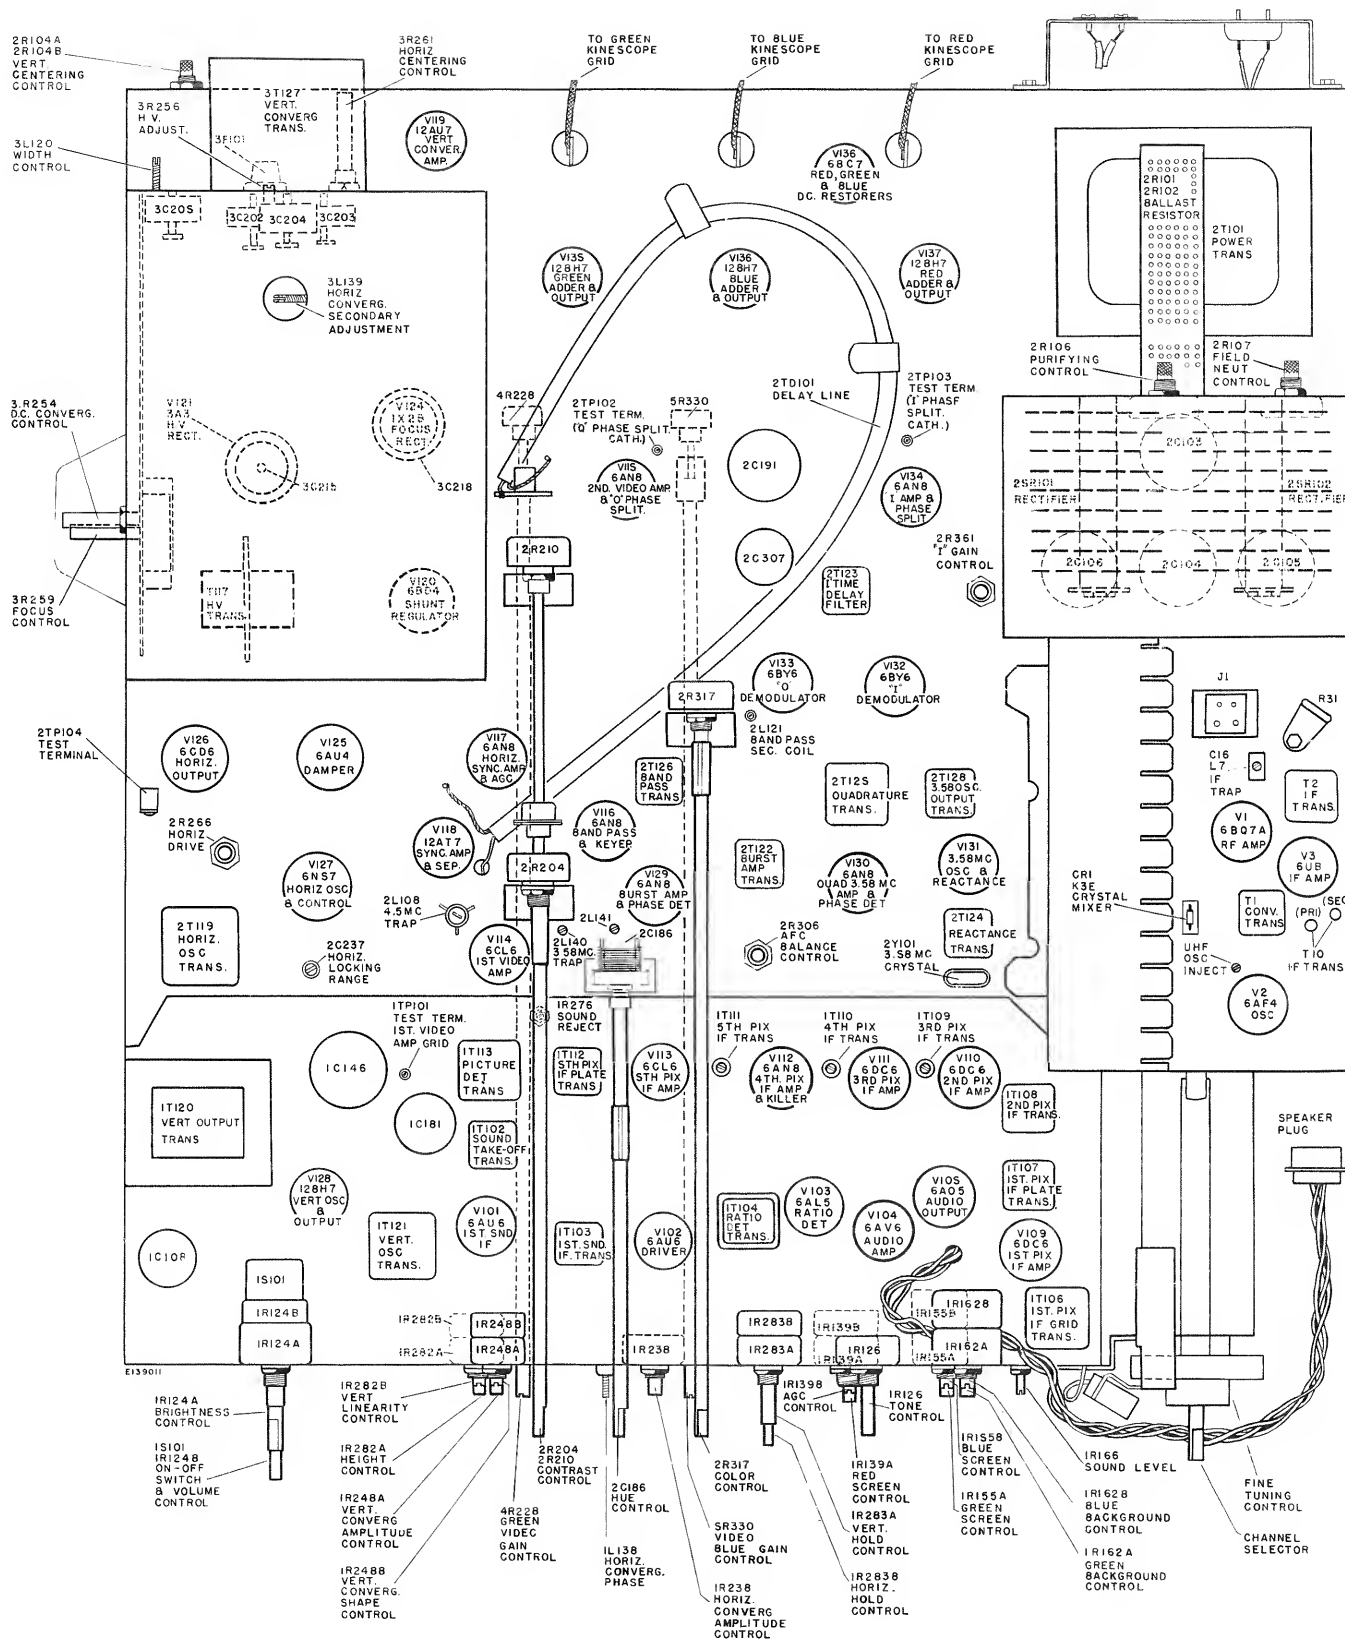 2R104A
2R104B
VERT.
CENTERING
CONTROL
3R261
HORIZ
CENTERING
CONTROL
TO GREEN
KINESCOPE
GRID
TO BLUE
KINESCOPE
GRID
TO RED
KINESCOPE
GRID
3R256
H V.
ADJUST.
3F101
3T127
VERT.
CONVERG
TRANS.
V119
12AU7
VERT
CONVER.
AMP.
3L120
WIDTH
CONTROL
V136
6BC7
RED, GREEN
& BLUE
DC. RESTORERS
2R101
2R102
BALLAST
RESISTOR
2T101
POWER
TRANS
3C205
3C202
3C204
3C203
V135
12BH7
GREEN
ADDER &
OUTPUT
V136
12BH7
BLUE
ADDER
& OUTPUT
V137
12BH7
RED
ADDER &
OUTPUT
3L139
HORIZ
CONVERG.
SECONDARY
ADJUSTMENT
2R106
PURIFYING
CONTROL
2R107
FIELD
NEUT
CONTROL
3.R254
D.C. CONVERG.
CONTROL
V121
3A3
H.V
RECT.
V124
1X2B
FOCUS
RECT.
3C215
3C218
4R228
2TP102
TEST TERM.
("Q" PHASE SPLIT.
CATH.)
5R330
2TD101
DELAY LINE
2TP103
TEST TERM.
("I" PHASE
SPLIT.
CATH.)
V115
6AN8
2ND. VIDEO AMP
& "Q" PHASE
SPLIT.
2C191
V134
6AN8
"I" AMP &
PHASE
SPLIT.
2C103
2SR101
RECTIFIER
2SR102
RECTIFIER
2R210
2C307
2R361
"I" GAIN
CONTROL
2C106
2C104
2C105
3R259
FOCUS
CONTROL
T117
HV
TRANS
V120
6BD4
SHUNT
REGULATOR
2T123
I TIME
DELAY
FILTER
V133
6BY6
"Q"
DEMODULATOR
V132
6BY6
"I"
DEMODULATOR
2R317
2L121
BAND PASS
SEC. COIL
J1
R31
2TP104
TEST
TERMINAL
V126
6CD6
HORIZ.
OUTPUT
V125
6AU4
DAMPER
V117
6AN8
HORIZ.
SYNC. AMP
& AGC
2T126
BAND
PASS
TRANS
2T125
QUADRATURE
TRANS.
2T128
3.58 OSC.
OUTPUT
TRANS.
C16
L7
IF
TRAP
T2
IF
TRANS.
2R266
HORIZ
DRIVE
V118
12AT7
SYNC. AMP
& SEP.
V116
6AN8
BAND PASS
& KEYER
V1
6BQ7A
RF AMP
V3
6UB
IF AMP
V127
6NS7
HORIZ OSC
& CONTROL
2R204
V129
6AN8
BURST AMP
& PHASE DET
2T122
BURST
AMP
TRANS.
V130
6AN8
QUAD 3.58 MC
AMP &
PHASE DET
V131
3.58MC
OSC &
REACTANCE
CR1
K3E
CRYSTAL
MIXER
T1
CONV.
TRANS
(PRI)
(SEC
T10
IF TRANS
2T119
HORIZ.
OSC
TRANS.
2L108
4.5MC
TRAP
2C237
HORIZ.
LOCKING
RANGE
V114
6CL6
1ST VIDEO
AMP
2L140
3.58MC.
TRAP
2L141
2C186
2R306
AFC
BALANCE
CONTROL
2T124
REACTANCE
TRANS.
2Y101
3.58 MC
CRYSTAL
UHF
OSC
INJECT
V2
6AF4
OSC
1TP101
TEST TERM.
1ST. VIDEO
AMP GRID
1R276
SOUND
REJECT
1T111
5TH PIX
IF TRANS
1T110
4TH PIX
IF TRANS
1T109
3RD PIX
IF TRANS
1C146
1T113
PICTURE
DET
TRANS
1T112
5TH PIX
IF PLATE
TRANS
V113
6CL6
5TH PIX
IF AMP
V112
6AN8
4TH. PIX
IF AMP
& KILLER
V111
6DC6
3RD PIX
IF AMP
V110
6DC6
2ND PIX
IF AMP
1T120
VERT OUTPUT
TRANS
1C181
1T102
SOUND
TAKE-OFF
TRANS.
1T108
2ND PIX
IF TRANS.
SPEAKER
PLUG
V128
12BH7
VERT OSC
&
OUTPUT
1T121
VERT.
OSC
TRANS.
V101
6AU6
1ST. SND
IF
1T103
1ST. SND.
IF. TRANS
V102
6AU6
DRIVER
1T104
RATIO
DET
TRANS.
V103
6AL5
RATIO
DET
V104
6AV6
AUDIO
AMP
V105
6AQ5
AUDIO
OUTPUT
1T107
1ST. PIX
IF PLATE
TRANS.
V109
6DC6
1ST PIX
IF AMP
1C108
1S101
1R124B
1R124A
1R282B
1R282A
1R248B
1R248A
1R238
1R283B
1R283A
1R139B
1R139A
1R126
1R155B
1R155A
1R162B
1R162A
1T106
1ST. PIX
IF GRID
TRANS.
E139011
1R124A
BRIGHTNESS
CONTROL
1S101
1R124B
ON-OFF
SWITCH
& VOLUME
CONTROL
1R282B
VERT
LINEARITY
CONTROL
1R282A
HEIGHT
CONTROL
1R248A
VERT.
CONVERG
AMPLITUDE
CONTROL
1R248B
VERT.
CONVERG.
SHAPE
CONTROL
4R228
GREEN
VIDEO
GAIN
CONTROL
2R204
2R210
CONTRAST
CONTROL
2C186
HUE
CONTROL
1L138
HORIZ.
CONVERG.
PHASE
2R317
COLOR
CONTROL
5R330
VIDEO
BLUE GAIN
CONTROL
1R238
HORIZ.
CONVERG
AMPLITUDE
CONTROL
1R139B
AGC
CONTROL
1R126
TONE
CONTROL
1R139A
RED
SCREEN
CONTROL
1R283A
VERT.
HOLD
CONTROL
1R283B
HORIZ.
HOLD
CONTROL
1R155B
BLUE
SCREEN
CONTROL
1R155A
GREEN
SCREEN
CONTROL
1R166
SOUND LEVEL
1R162B
BLUE
BACKGROUND
CONTROL
1R162A
GREEN
BACKGROUND
CONTROL
FINE
TUNING
CONTROL
CHANNEL
SELECTOR